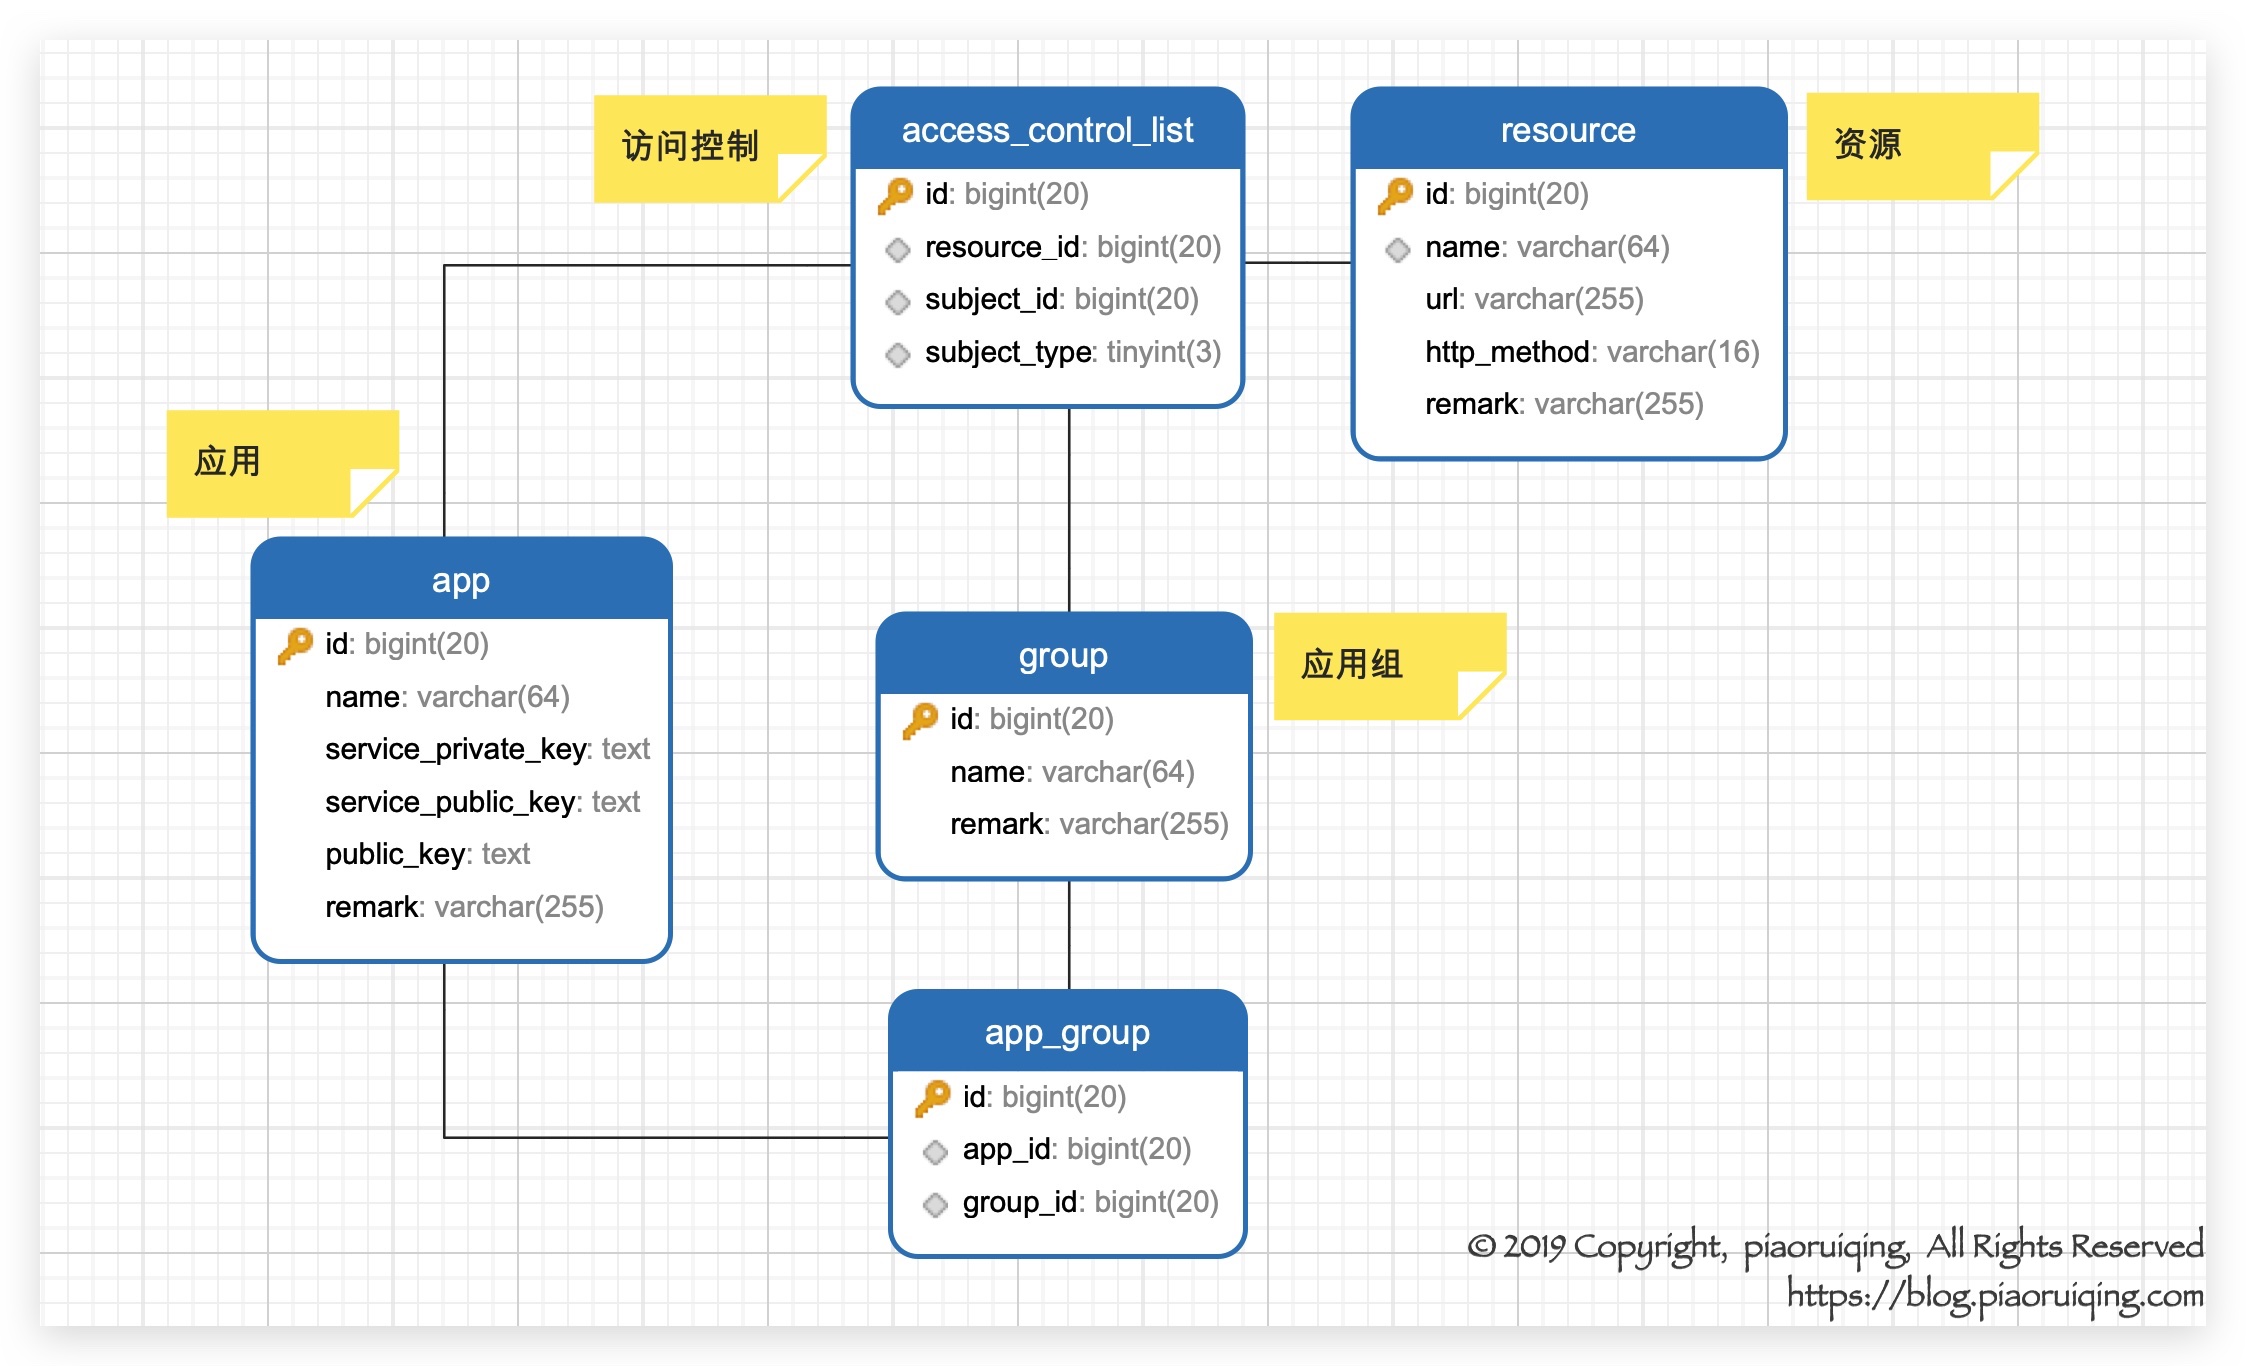 访问控制
access_control_list
id: bigint(20)
resource_id: bigint(20)
subject_id: bigint(20)
subject_type: tinyint(3)
resource
id: bigint(20)
name: varchar(64)
url: varchar(255)
http_method: varchar(16)
remark: varchar(255)
资源
应用
app
id: bigint(20)
name: varchar(64)
service_private_key: text
service_public_key: text
public_key: text
remark: varchar(255)
group
id: bigint(20)
name: varchar(64)
remark: varchar(255)
应用组
app_group
id: bigint(20)
app_id: bigint(20)
group_id: bigint(20)
© 2019 Copyright, piaoruiqing, All Rights Reserved
https://blog.piaoruiqing.com